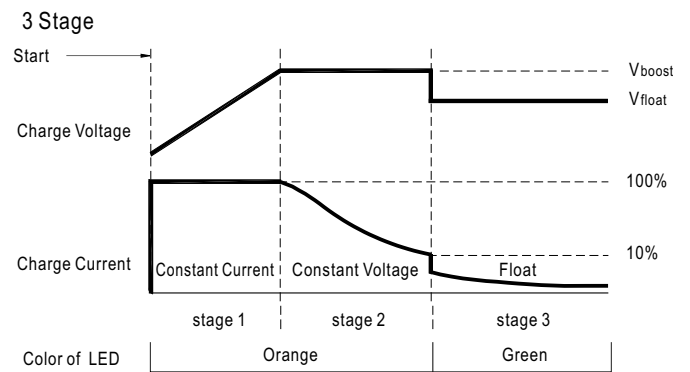 3 Stage
Start
Vboost
Vfloat
Charge Voltage
100%
10%
Charge Current
Constant Current
Constant Voltage
Float
stage 1
stage 2
stage 3
Color of LED
Orange
Green